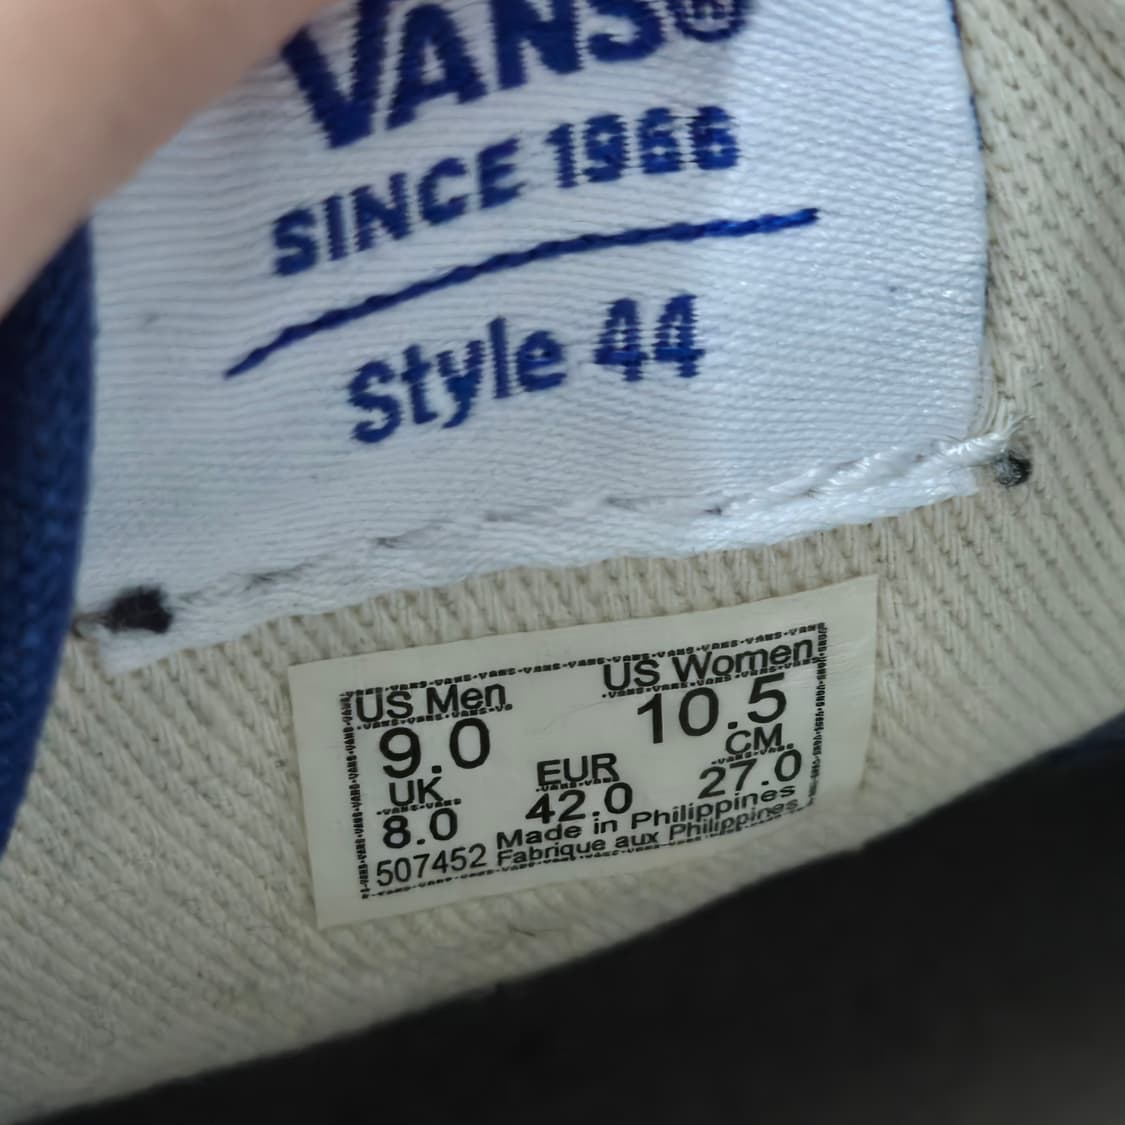 VANS®
SINCE 1966
Style 44
US Men US Women
9.0 10.5
UK EUR CM
8.0 42.0 27.0
507452 Made in Philippines
Fabrique aux Philippines